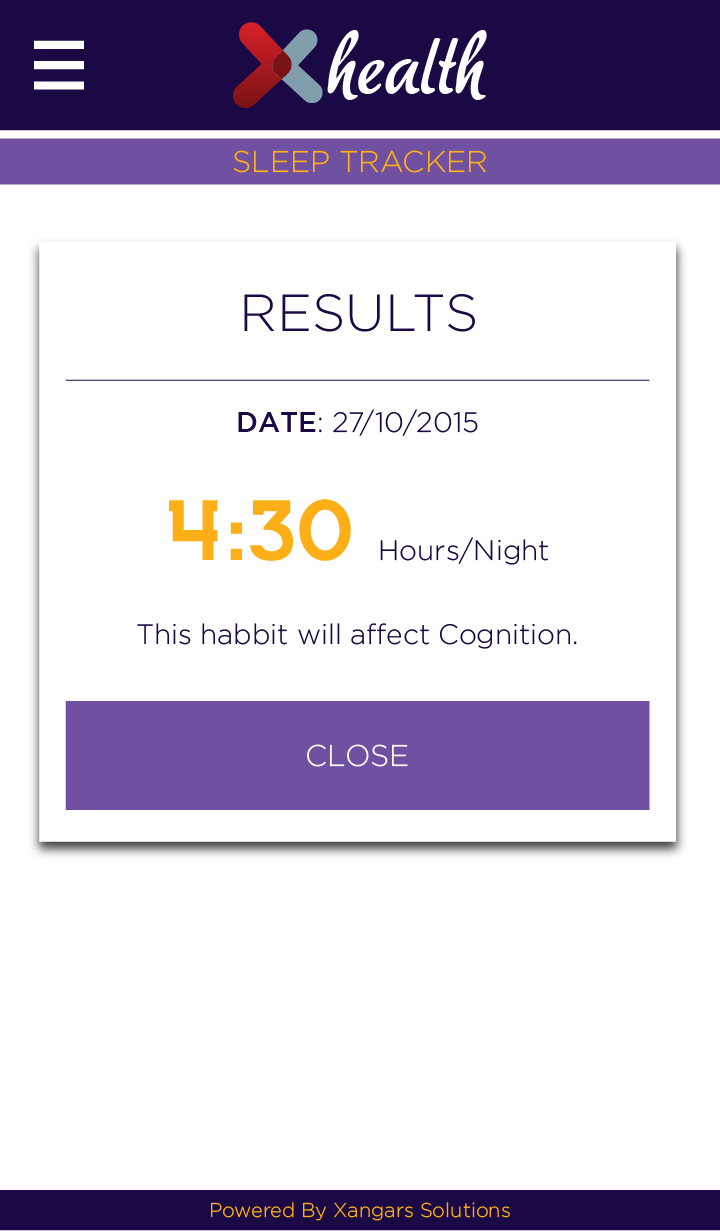 Xhealth
SLEEP TRACKER
RESULTS
DATE: 27/10/2015
4:30 Hours/Night
This habbit will affect Cognition.
CLOSE
Powered By Xangars Solutions